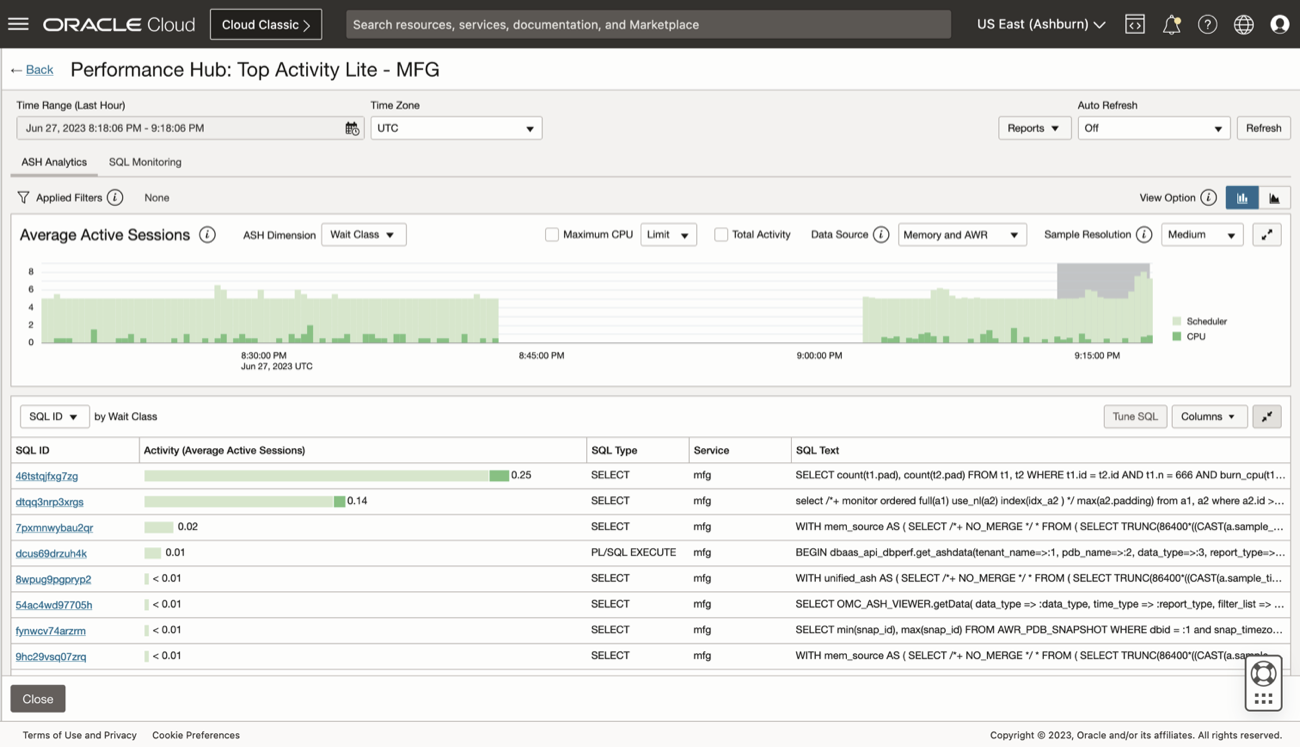 ORACLE Cloud
Cloud Classic
Search resources, services, documentation, and Marketplace
US East (Ashburn)
← Back
Performance Hub: Top Activity Lite - MFG
Time Range (Last Hour)
Time Zone
Auto Refresh
Jun 27, 2023 8:18:06 PM - 9:18:06 PM
UTC
Reports
Off
Refresh
ASH Analytics
SQL Monitoring
Applied Filters
None
View Option
Average Active Sessions
ASH Dimension
Wait Class
Maximum CPU
Limit
Total Activity
Data Source
Memory and AWR
Sample Resolution
Medium
8
6
4
2
0
8:30:00 PM
Jun 27, 2023 UTC
8:45:00 PM
9:00:00 PM
9:15:00 PM
Scheduler
CPU
SQL ID
by Wait Class
Tune SQL
Columns
SQL ID Activity (Average Active Sessions) SQL Type Service SQL Text
46tstqjfxg7zg 0.25 SELECT mfg SELECT count(t1.pad), count(t2.pad) FROM t1, t2 WHERE t1.id = t2.id AND t1.n = 666 AND burn_cpu(t1...
dtqq3nrp3xrgs 0.14 SELECT mfg select /*+ monitor ordered full(a1) use_nl(a2) index(idx_a2 ) */ max(a2.padding) from a1, a2 where a2.id >...
7pxmnwybau2qr 0.02 SELECT mfg WITH mem_source AS ( SELECT /*+ NO_MERGE */ * FROM ( SELECT TRUNC(86400*((CAST(a.sample_...
dcus69drzuh4k 0.01 PL/SQL EXECUTE mfg BEGIN dbaas_api_dbperf.get_ashdata(tenant_name=>:1, pdb_name=>:2, data_type=>:3, report_type=>...
8wpug9pgpryp2 < 0.01 SELECT mfg WITH unified_ash AS ( SELECT /*+ NO_MERGE */ * FROM ( SELECT TRUNC(86400*((CAST(a.sample_ti...
54ac4wd97705h < 0.01 SELECT mfg SELECT OMC_ASH_VIEWER.getData( data_type => :data_type, time_type => :report_type, filter_list => ...
fynwcv74arzrm < 0.01 SELECT mfg SELECT min(snap_id), max(snap_id) FROM AWR_PDB_SNAPSHOT WHERE dbid = :1 and snap_timezo...
9hc29vsq07zrq < 0.01 SELECT mfg WITH mem_source AS ( SELECT /*+ NO_MERGE */ * FROM ( SELECT TRUNC(86400*((CAST(a.sample_
Close
Terms of Use and Privacy
Cookie Preferences
Copyright © 2023, Oracle and/or its affiliates. All rights reserved.